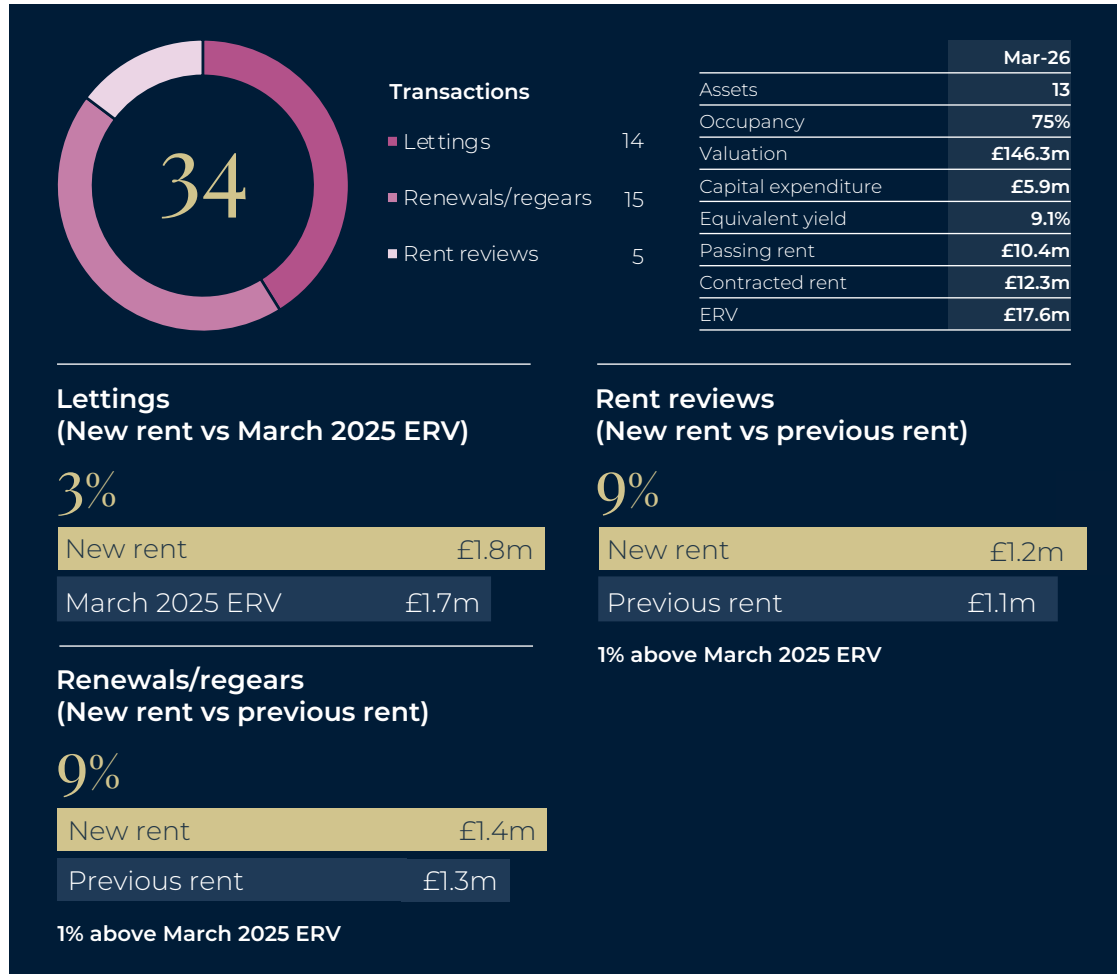 34
Transactions
Lettings 14
Renewals/regears 15
Rent reviews 5
Mar-26
Assets 13
Occupancy 75%
Valuation £146.3m
Capital expenditure £5.9m
Equivalent yield 9.1%
Passing rent £10.4m
Contracted rent £12.3m
ERV £17.6m
Lettings
(New rent vs March 2025 ERV)
3%
New rent £1.8m
March 2025 ERV £1.7m
Rent reviews
(New rent vs previous rent)
9%
New rent £1.2m
Previous rent £1.1m
1% above March 2025 ERV
Renewals/regears
(New rent vs previous rent)
9%
New rent £1.4m
Previous rent £1.3m
1% above March 2025 ERV